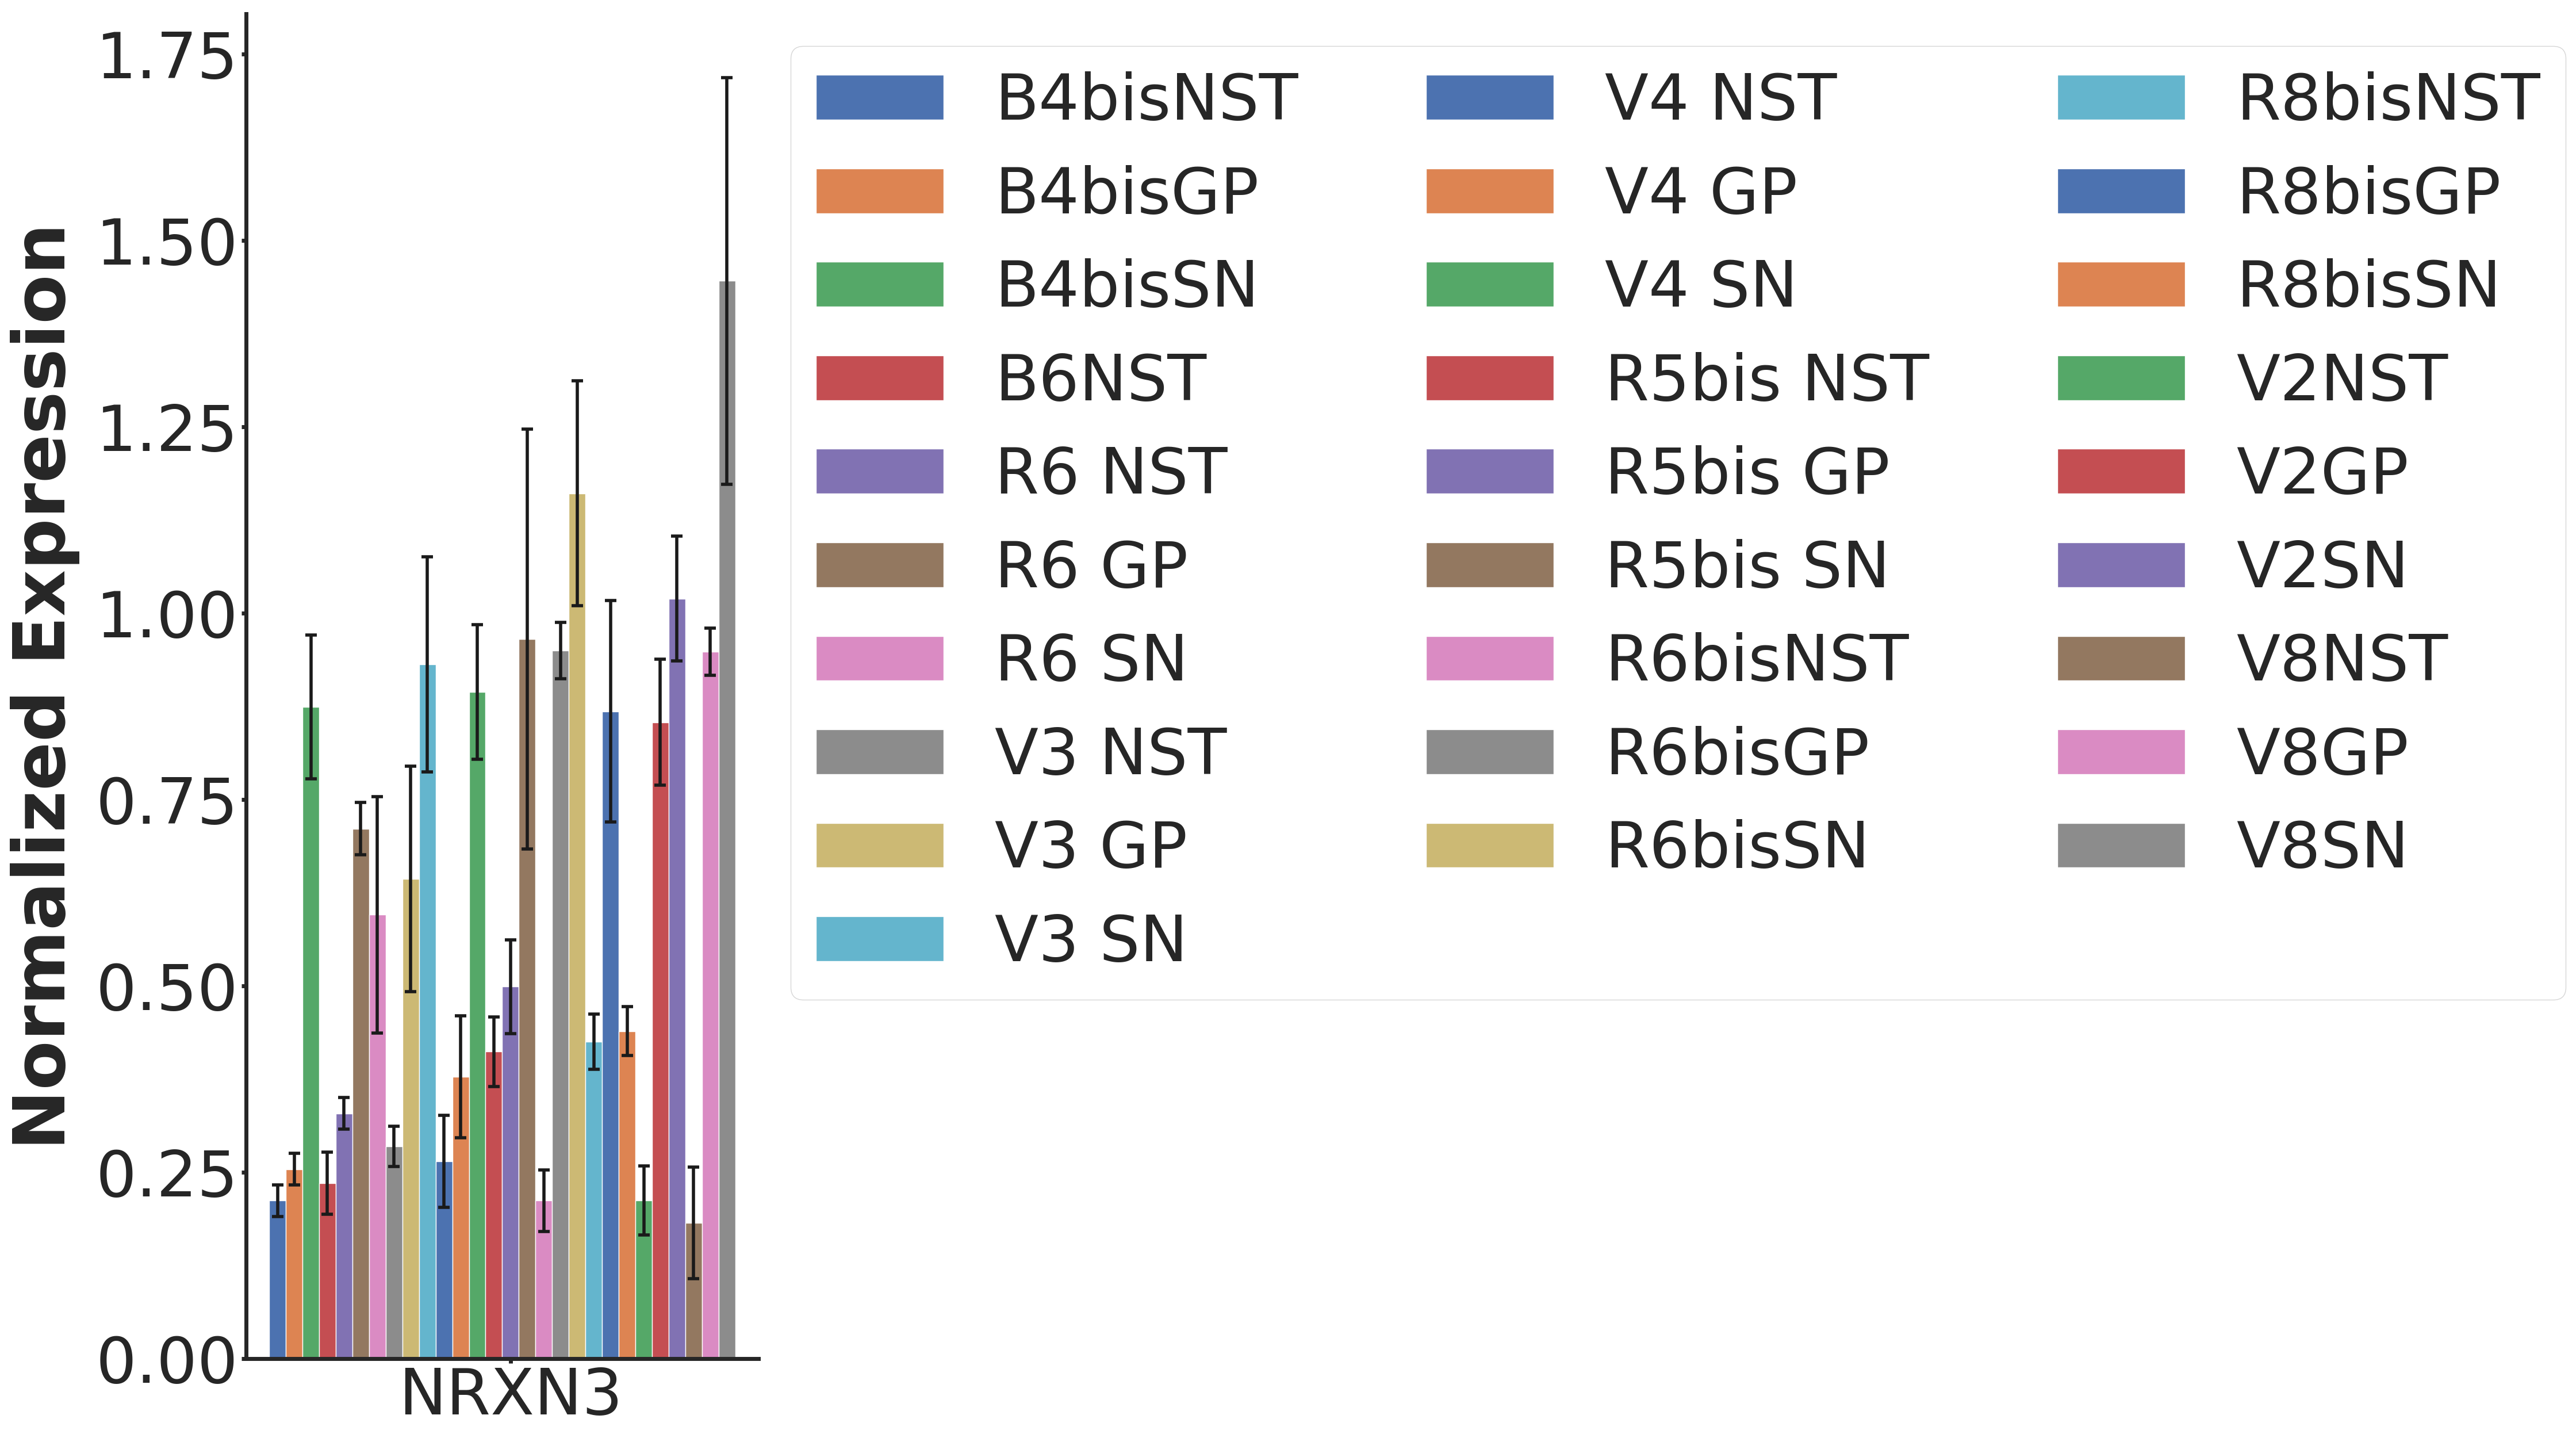 Normalized Expression
1.75
1.50
1.25
1.00
0.75
0.50
0.25
0.00
NRXN3
B4bisNST
B4bisGP
B4bisSN
B6NST
R6 NST
R6 GP
R6 SN
V3 NST
V3 GP
V3 SN
V4 NST
V4 GP
V4 SN
R5bis NST
R5bis GP
R5bis SN
R6bisNST
R6bisGP
R6bisSN
R8bisNST
R8bisGP
R8bisSN
V2NST
V2GP
V2SN
V8NST
V8GP
V8SN